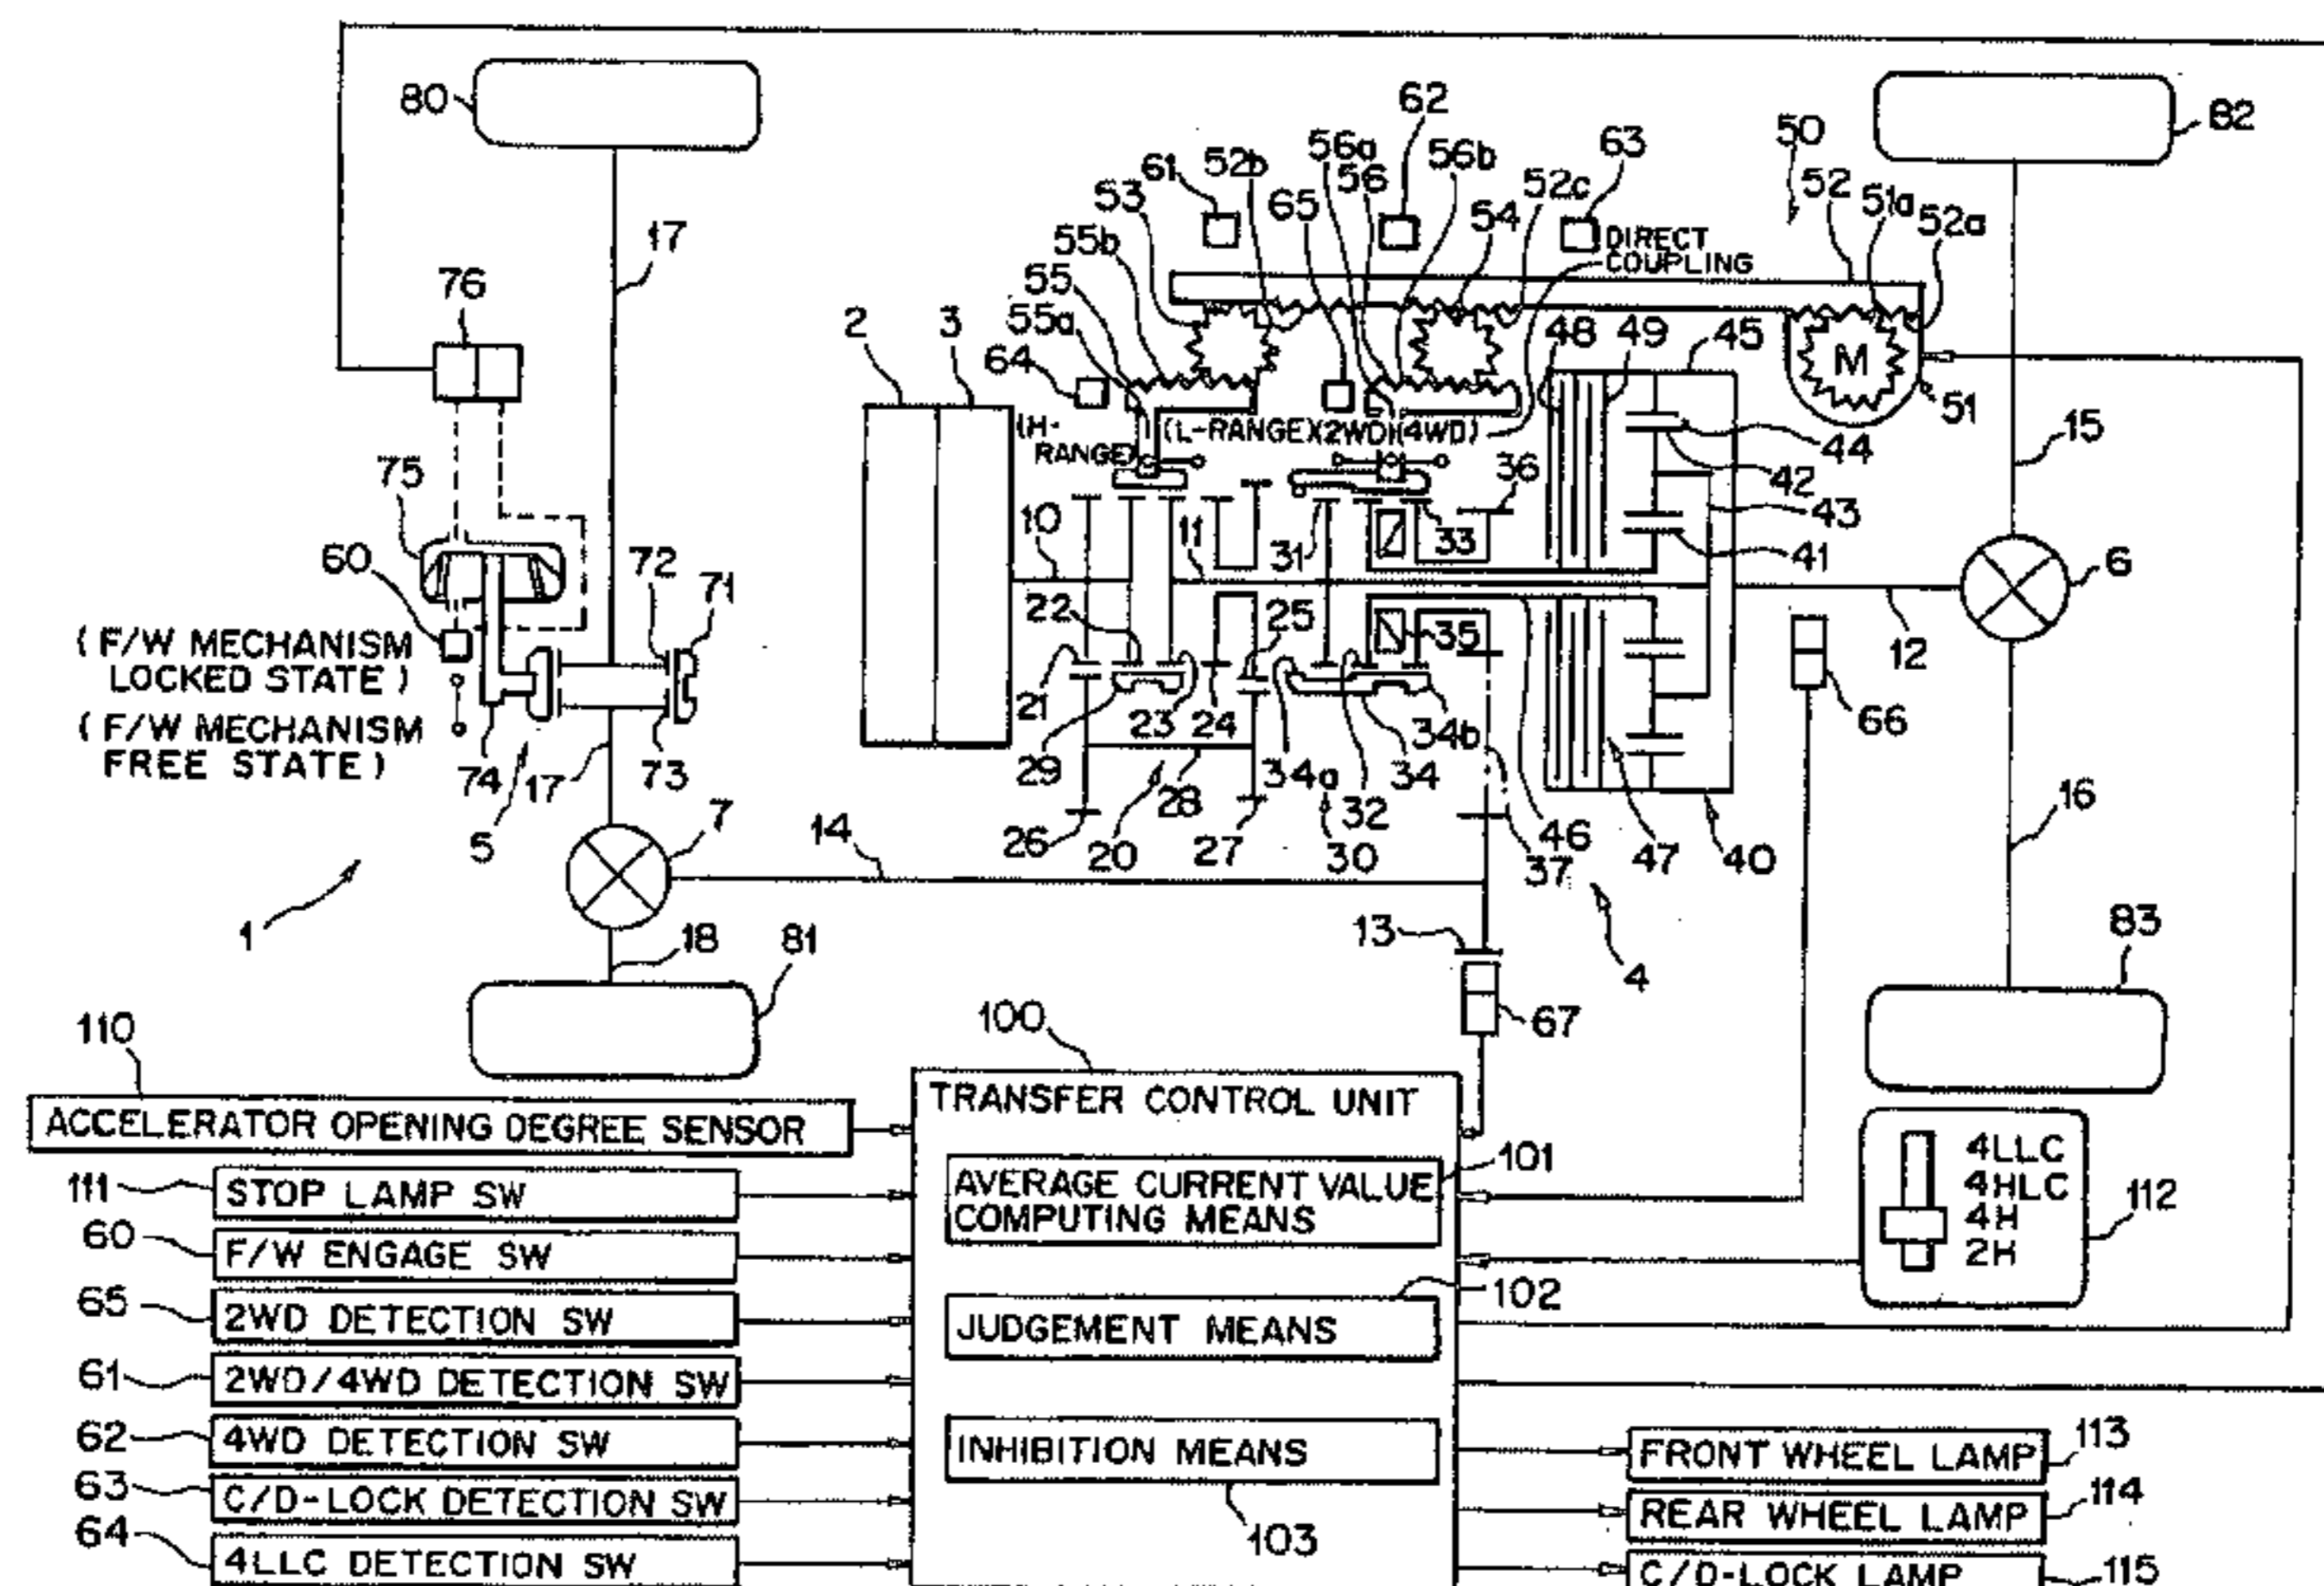 80
62
82
50
61
52b
56a
56
56b
63
53
65
52c
52
51a
52a
55b
54
DIRECT
COUPLING
17
76
55
55a
2
3
48
49
45
M
64
51
(H-
RANGE)
(L-RANGE)(2WD)(4WD)
44
42
15
75
36
43
10
11
31
33
41
60
72
71
6
22
25
35
12
(F/W MECHANISM
LOCKED STATE)
21
23
24
34b
66
(F/W MECHANISM
FREE STATE)
74
17
73
29
28
34a
32
34
16
5
7
14
26
20
27
30
46
37
47
40
1
18
81
13
4
83
67
110
100
ACCELERATOR OPENING DEGREE SENSOR
TRANSFER CONTROL UNIT
111
STOP LAMP SW
101
AVERAGE CURRENT VALUE
COMPUTING MEANS
4LLC
4HLC
4H
2H
112
60
F/W ENGAGE SW
65
2WD DETECTION SW
102
JUDGEMENT MEANS
61
2WD/4WD DETECTION SW
62
4WD DETECTION SW
INHIBITION MEANS
FRONT WHEEL LAMP
113
63
C/D-LOCK DETECTION SW
103
REAR WHEEL LAMP
114
64
4LLC DETECTION SW
C/D-LOCK LAMP
115